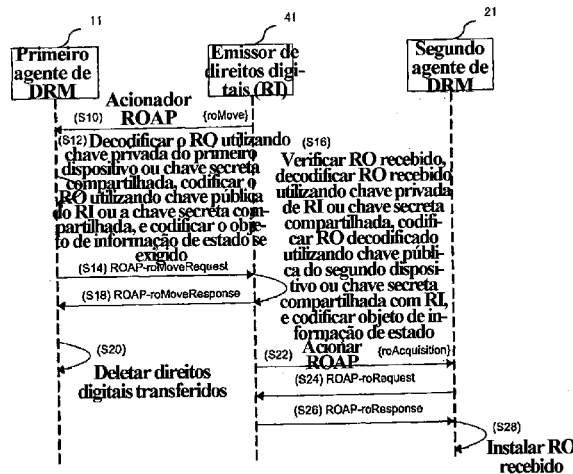 11
41
21
Primeiro
agente de
DRM
Emissor de
direitos digi-
tais (RI)
Segundo
agente de
DRM
Acionador
(S10) ROAP {roMove}
(S12) Decodificar o RO utilizando
chave privada do primeiro
dispositivo ou chave secreta
compartilhada, codificar o
RO utilizando chave pública
do RI ou a chave secreta com-
partilhada, e codificar o obje-
to de informação de estado se
exigido
(S14) ROAP-roMoveRequest
(S16)
Verificar RO recebido,
decodificar RO recebido
utilizando chave privada
de RI ou chave secreta
compartilhada, codifi-
car RO decodificado
utilizando chave públi-
ca do segundo disposi-
tivo ou chave secreta
compartilhada com RI,
e codificar objeto de in-
formação de estado
(S18) ROAP-roMoveResponse
(S20)
Deletar direitos
digitais transferidos
(S22) Acionar {roAcquisition}
ROAP
(S24) ROAP-roRequest
(S26) ROAP-roResponse
(S28)
Instalar RO
recebido